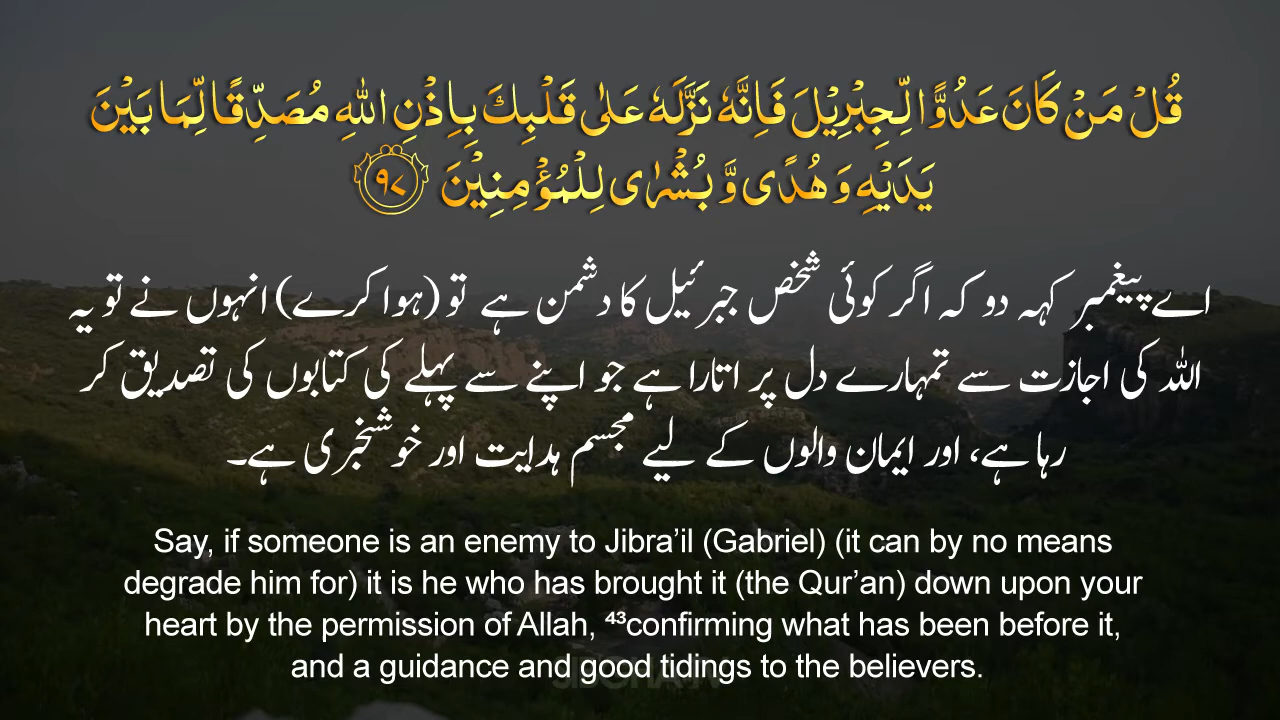 قُلْ مَنْ كَانَ عَدُوًّا لِّجِبْرِيْلَ فَاِنَّهٗ نَزَّلَهٗ عَلٰى قَلْبِكَ بِاِذْنِ اللّٰهِ مُصَدِّقًا لِّمَا بَيْنَ
يَدَيْهِ وَ هُدًى وَّ بُشْرٰى لِلْمُؤْمِنِيْنَ ﴿۹۷﴾
اے پیغمبر کہہ دو کہ اگر کوئی شخص جبرئیل کا دشمن ہے تو (ہوا کرے) انہوں نے تو یہ
اللہ کی اجازت سے تمہارے دل پر اتارا ہے جو اپنے سے پہلے کی کتابوں کی تصدیق کر
رہا ہے، اور ایمان والوں کے لیے مجسم ہدایت اور خوشخبری ہے۔
Say, if someone is an enemy to Jibra’il (Gabriel) (it can by no means
degrade him for) it is he who has brought it (the Qur’an) down upon your
heart by the permission of Allah, ⁴³confirming what has been before it,
and a guidance and good tidings to the believers.